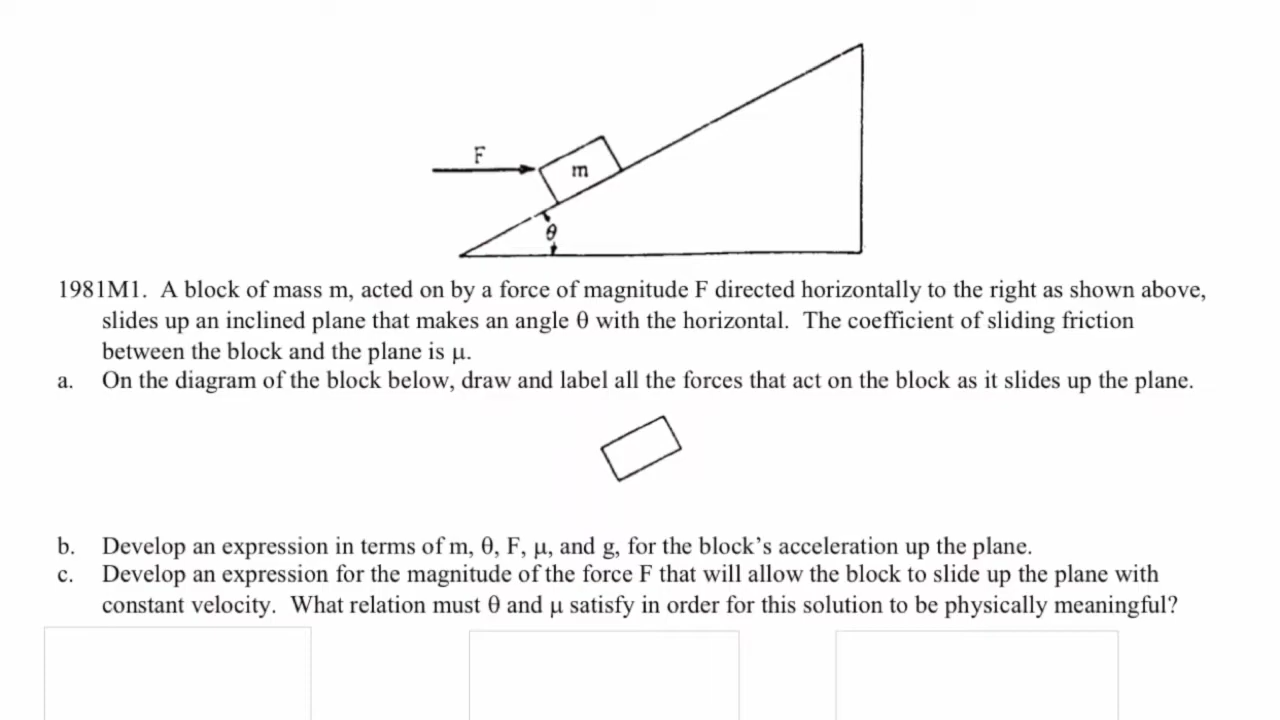 F
m
θ
1981M1. A block of mass m, acted on by a force of magnitude F directed horizontally to the right as shown above,
slides up an inclined plane that makes an angle θ with the horizontal. The coefficient of sliding friction
between the block and the plane is μ.
a. On the diagram of the block below, draw and label all the forces that act on the block as it slides up the plane.
b. Develop an expression in terms of m, θ, F, μ, and g, for the block's acceleration up the plane.
c. Develop an expression for the magnitude of the force F that will allow the block to slide up the plane with
constant velocity. What relation must θ and μ satisfy in order for this solution to be physically meaningful?